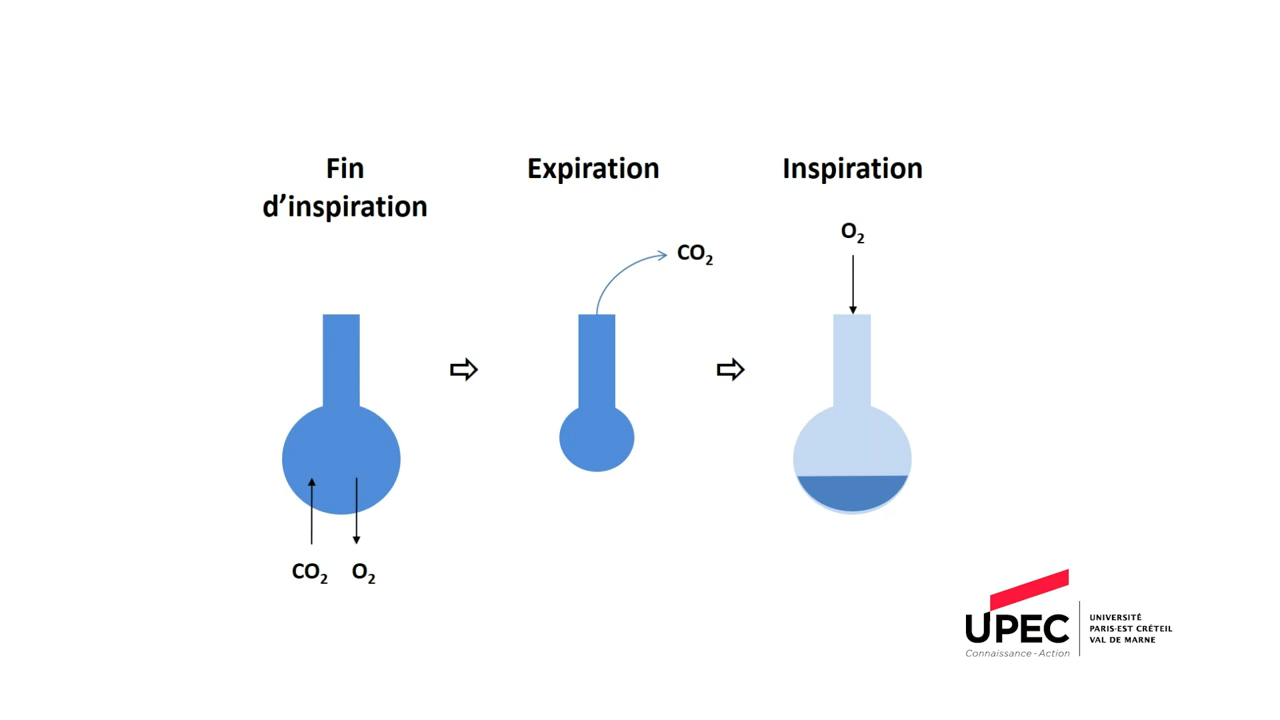 Fin
d’inspiration
Expiration
Inspiration
CO₂
O₂
CO₂
O₂
UPEC
Connaissance - Action
UNIVERSITÉ
PARIS-EST CRÉTEIL
VAL DE MARNE